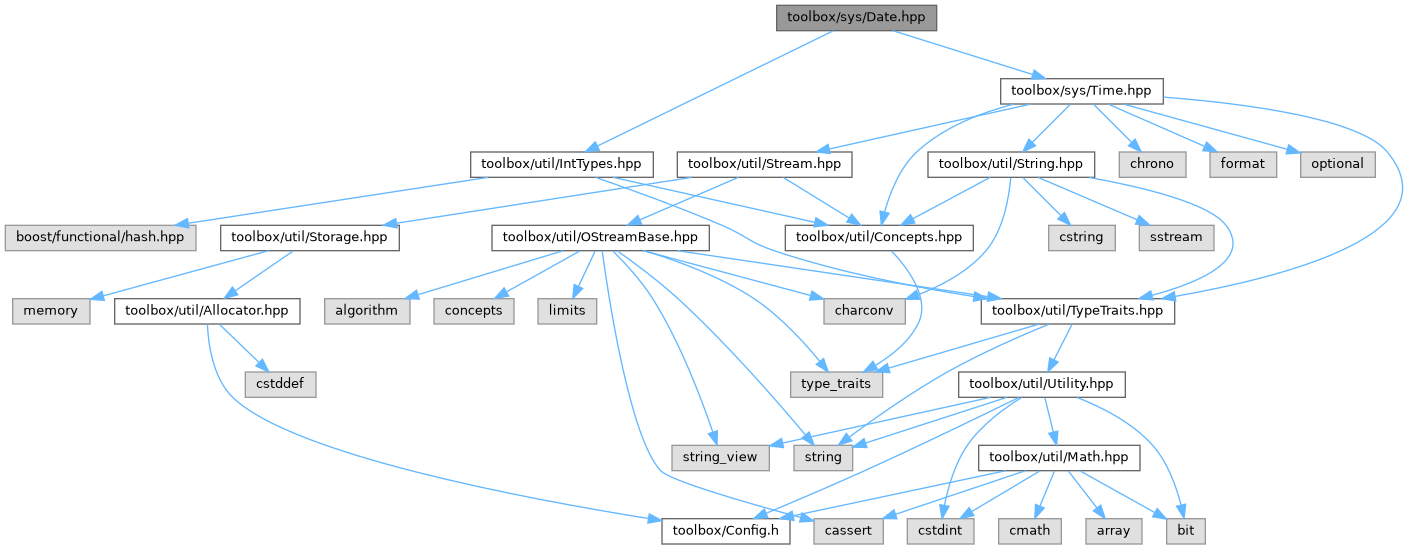 toolbox/sys/Date.hpp
toolbox/sys/Time.hpp
toolbox/util/IntTypes.hpp
toolbox/util/Stream.hpp
toolbox/util/String.hpp
chrono
format
optional
boost/functional/hash.hpp
toolbox/util/Storage.hpp
toolbox/util/OStreamBase.hpp
toolbox/util/Concepts.hpp
cstring
sstream
memory
toolbox/util/Allocator.hpp
algorithm
concepts
limits
charconv
toolbox/util/TypeTraits.hpp
cstddef
type_traits
toolbox/util/Utility.hpp
string_view
string
toolbox/util/Math.hpp
toolbox/Config.h
cassert
cstdint
cmath
array
bit